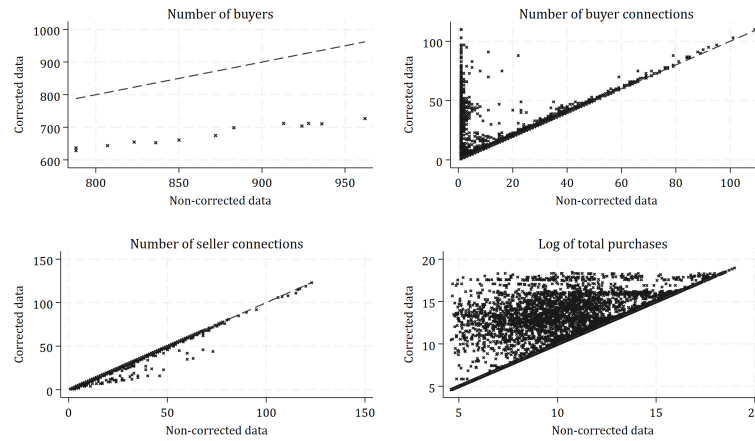 Number of buyers
Corrected data
1000
900
800
700
600
800
850
900
950
Non-corrected data
Number of buyer connections
Corrected data
100
50
0
0
20
40
60
80
100
Non-corrected data
Number of seller connections
Corrected data
150
100
50
0
0
50
100
150
Non-corrected data
Log of total purchases
Corrected data
20
15
10
5
5
10
15
Non-corrected data